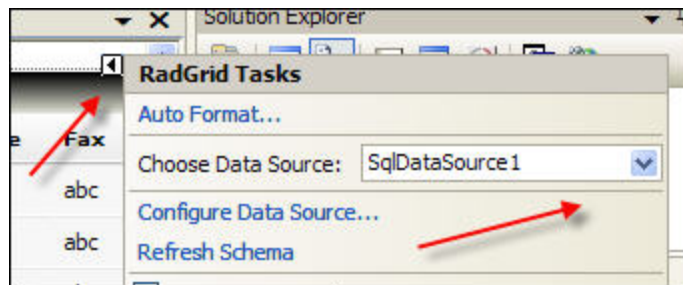 Solution Explorer
RadGrid Tasks
Auto Format...
Fax
Choose Data Source: SqlDataSource1
abc
Configure Data Source...
abc
Refresh Schema